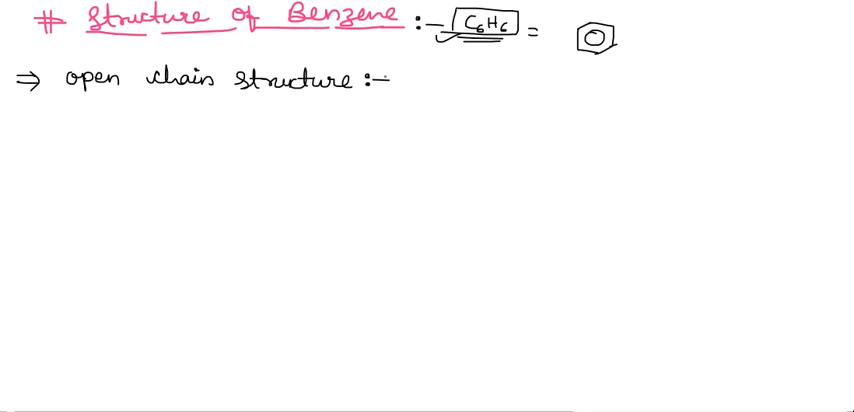 # Structure of Benzene :- C₆H₆ =
⇒ open chain structure :-